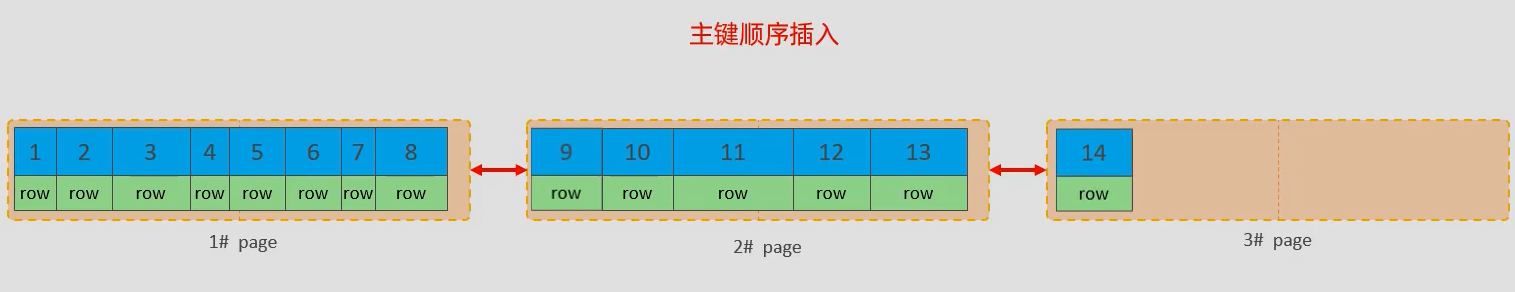 主键顺序插入
1 2 3 4 5 6 7 8 9 10 11 12 13 14
row row row row row row row row row row row row row row
1# page 2# page 3# page